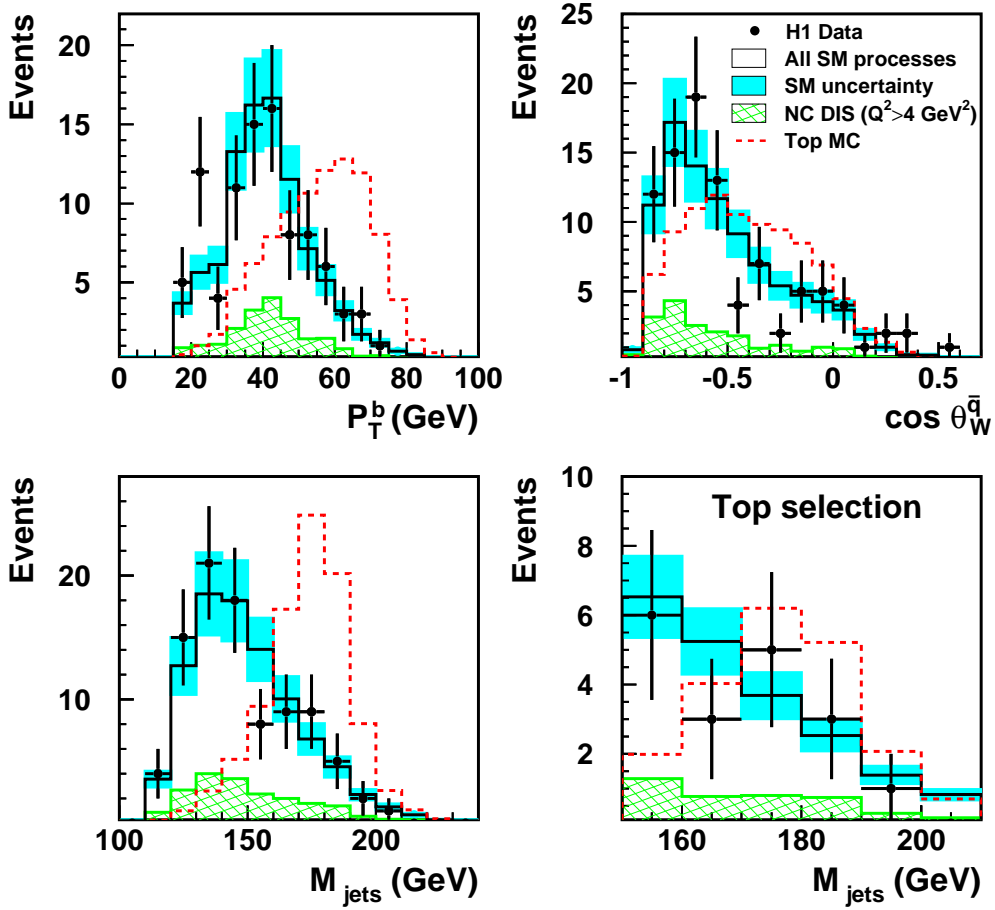 Events
20
15
10
5
0 20 40 60 80 100
P_T^b (GeV)
Events
25
20
15
10
5
0
-1 -0.5 0 0.5
cos θ_W^q̄
H1 Data
All SM processes
SM uncertainty
NC DIS (Q²>4 GeV²)
Top MC
Events
20
10
100 150 200
M_jets (GeV)
Events
10
8
6
4
2
160 180 200
M_jets (GeV)
Top selection